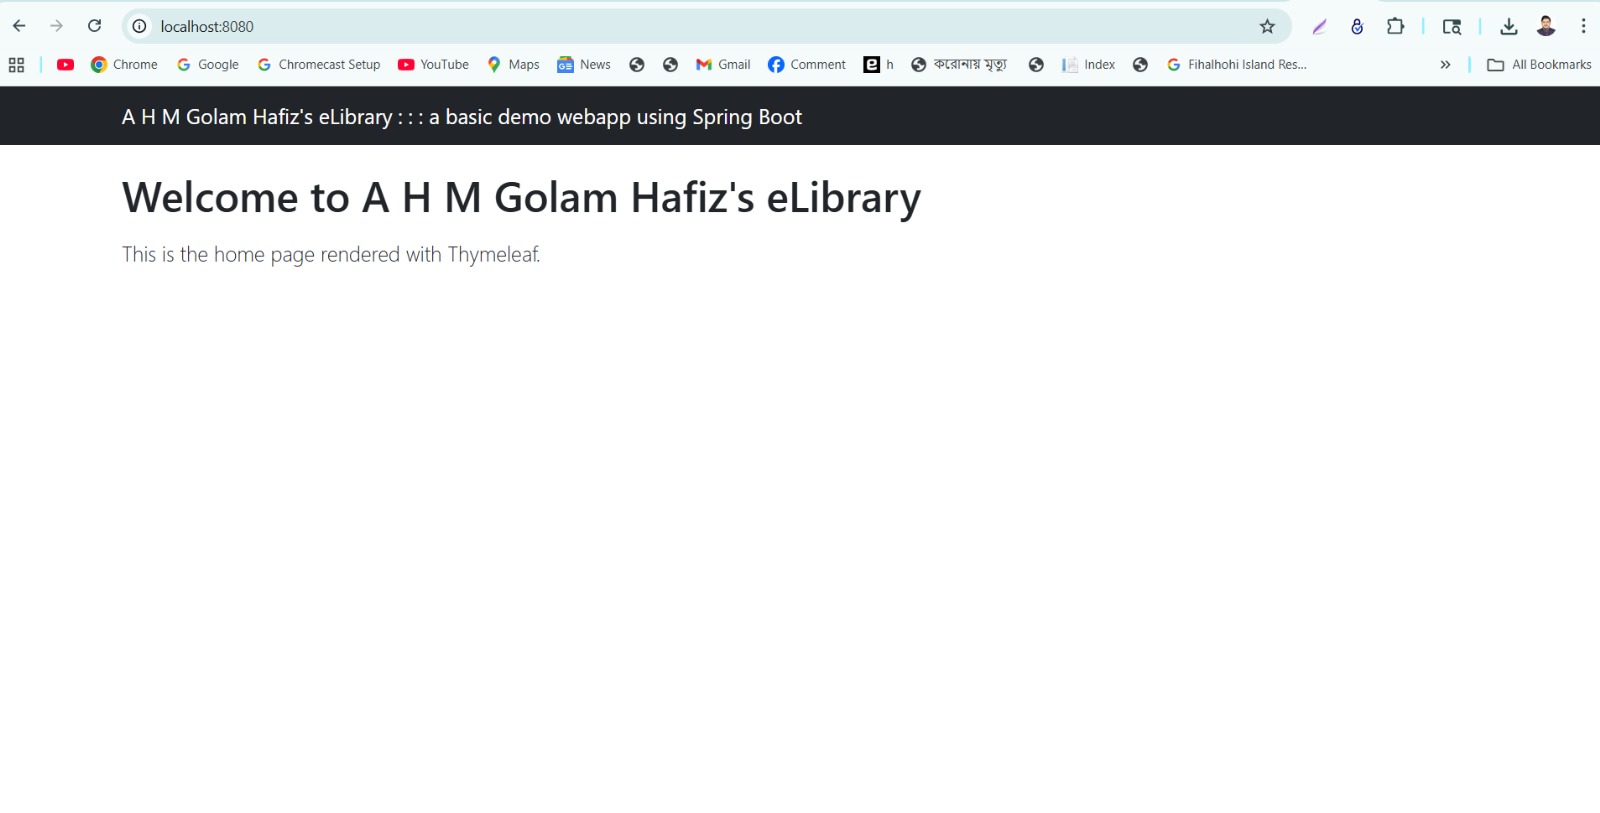 localhost:8080
Chrome Google Chromecast Setup YouTube Maps News Gmail Comment h করোনায় মৃত্যু Index Fihalhohi Island Res... » All Bookmarks
A H M Golam Hafiz's eLibrary : : : a basic demo webapp using Spring Boot
Welcome to A H M Golam Hafiz's eLibrary
This is the home page rendered with Thymeleaf.